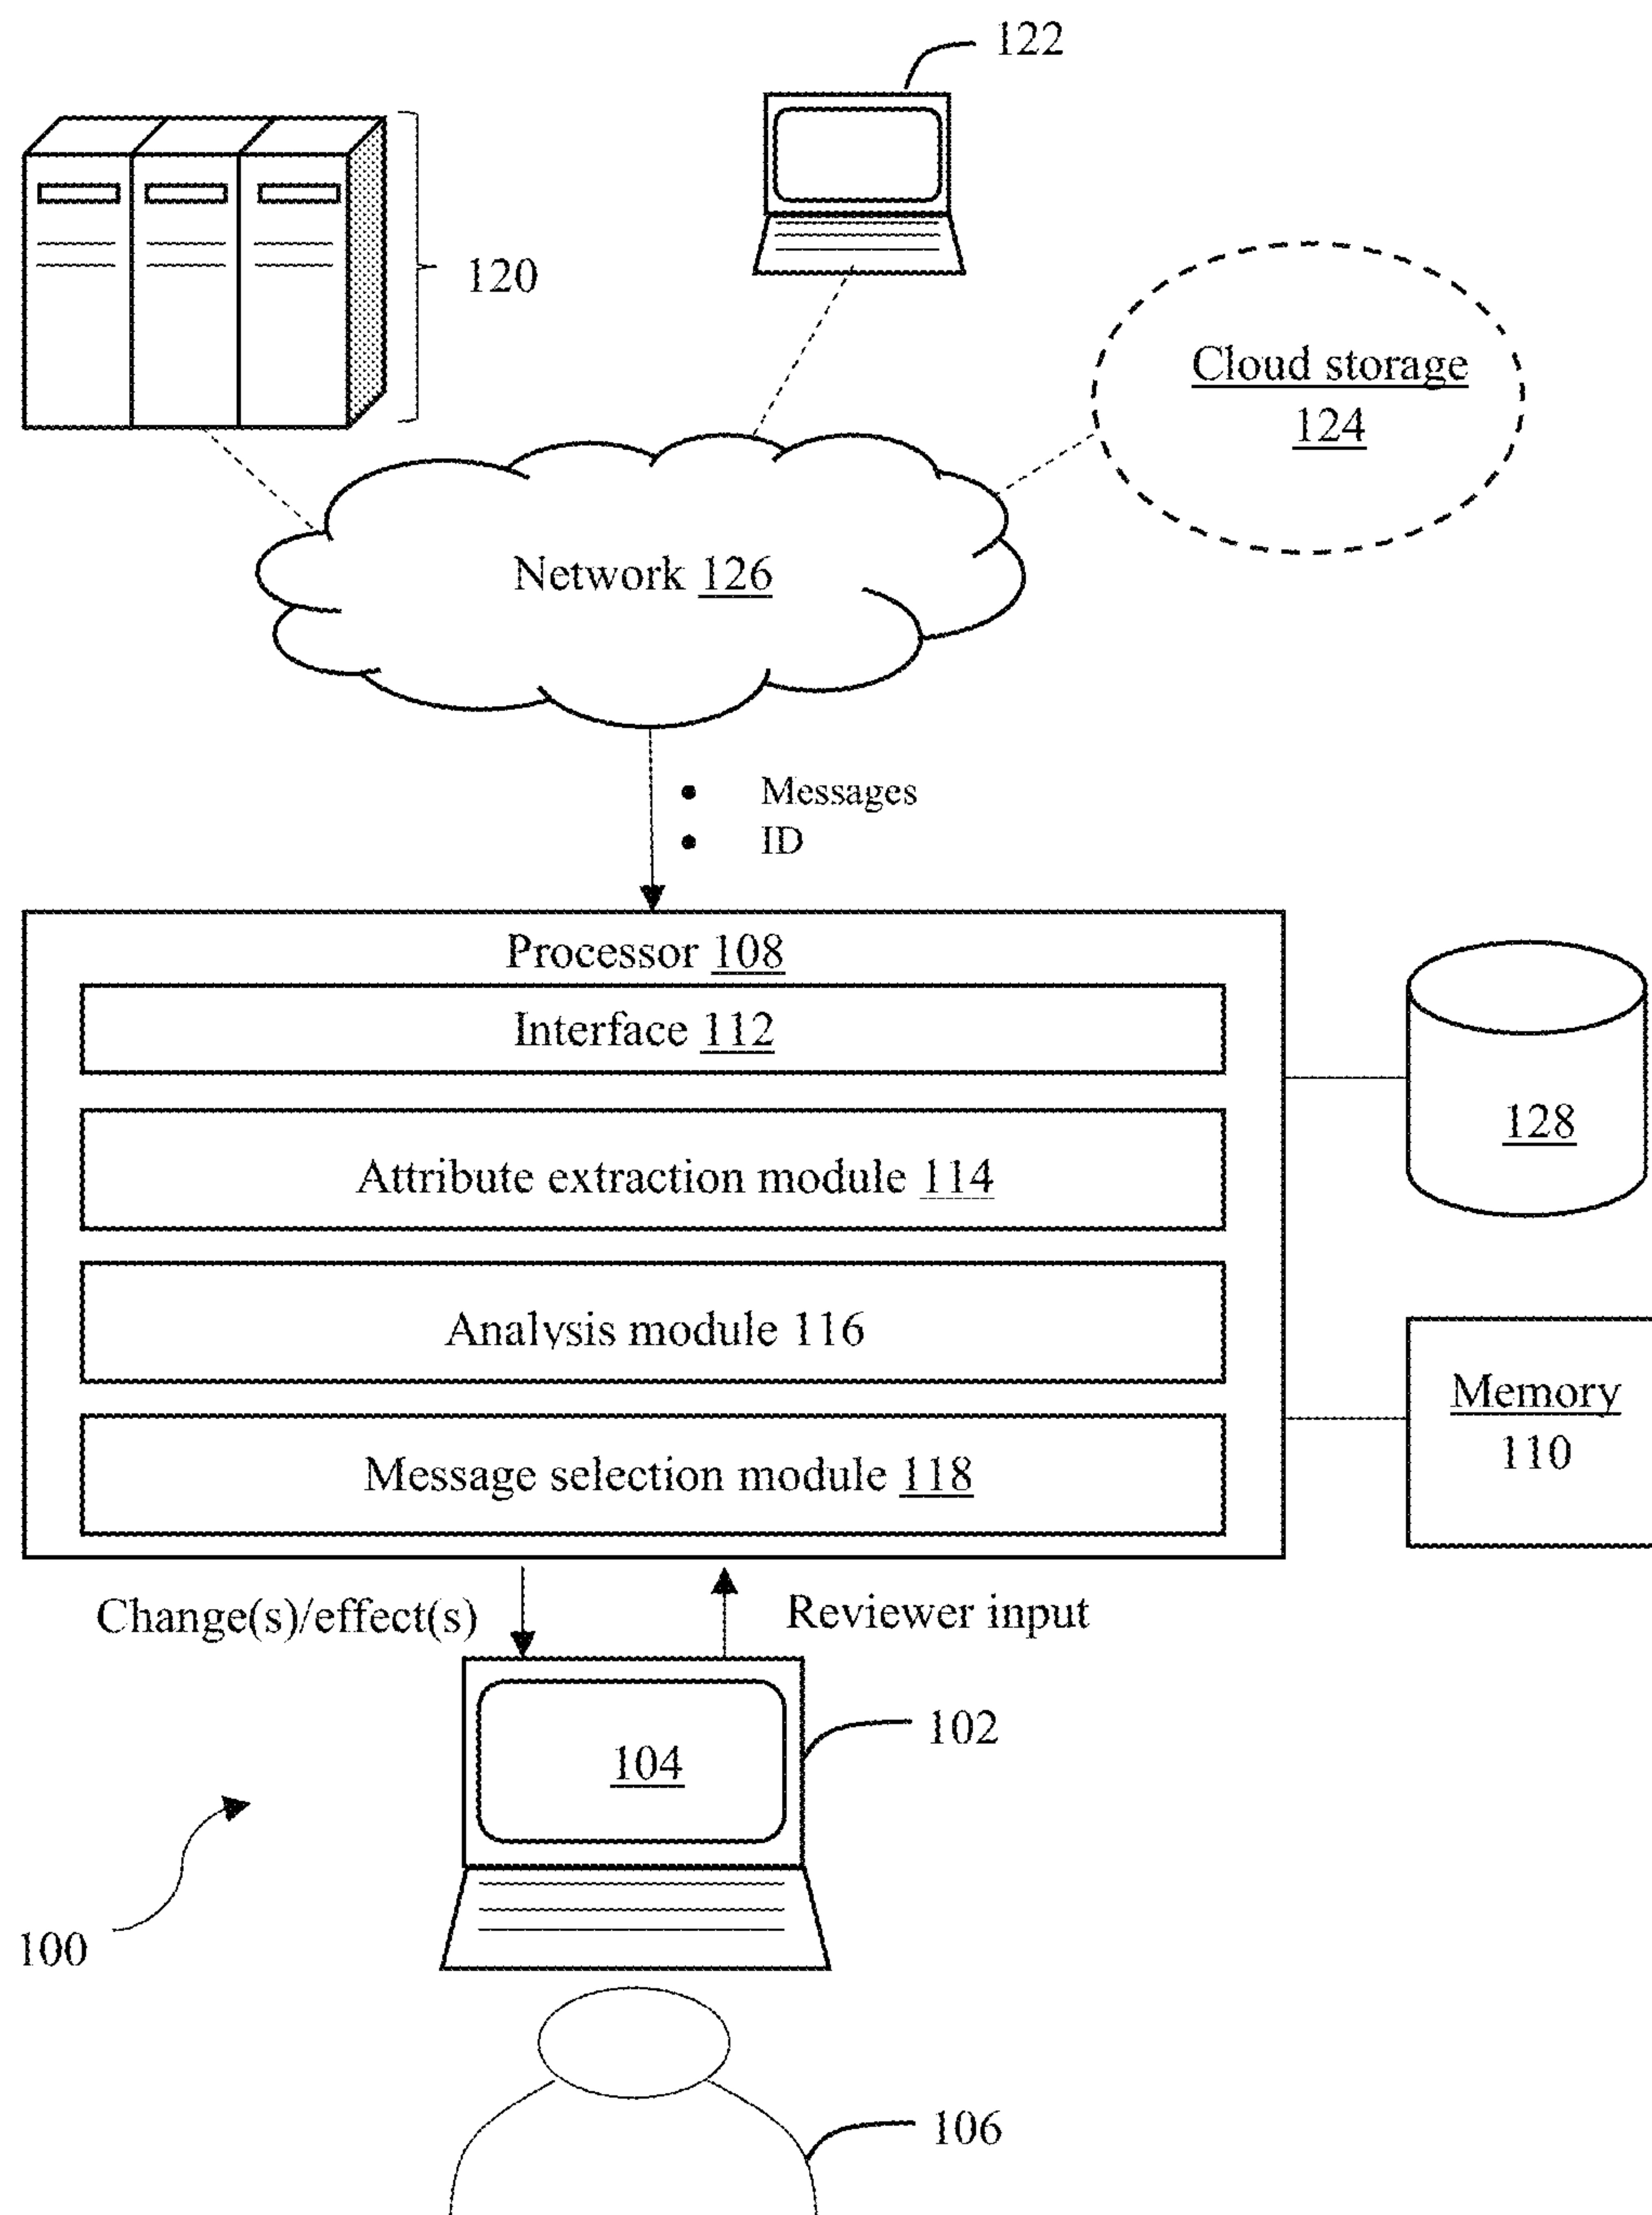 122
120
Cloud storage
124
Network 126
• Messages
• ID
Processor 108
Interface 112
Attribute extraction module 114
Analysis module 116
Message selection module 118
128
Memory
110
Change(s)/effect(s)
Reviewer input
102
104
100
106